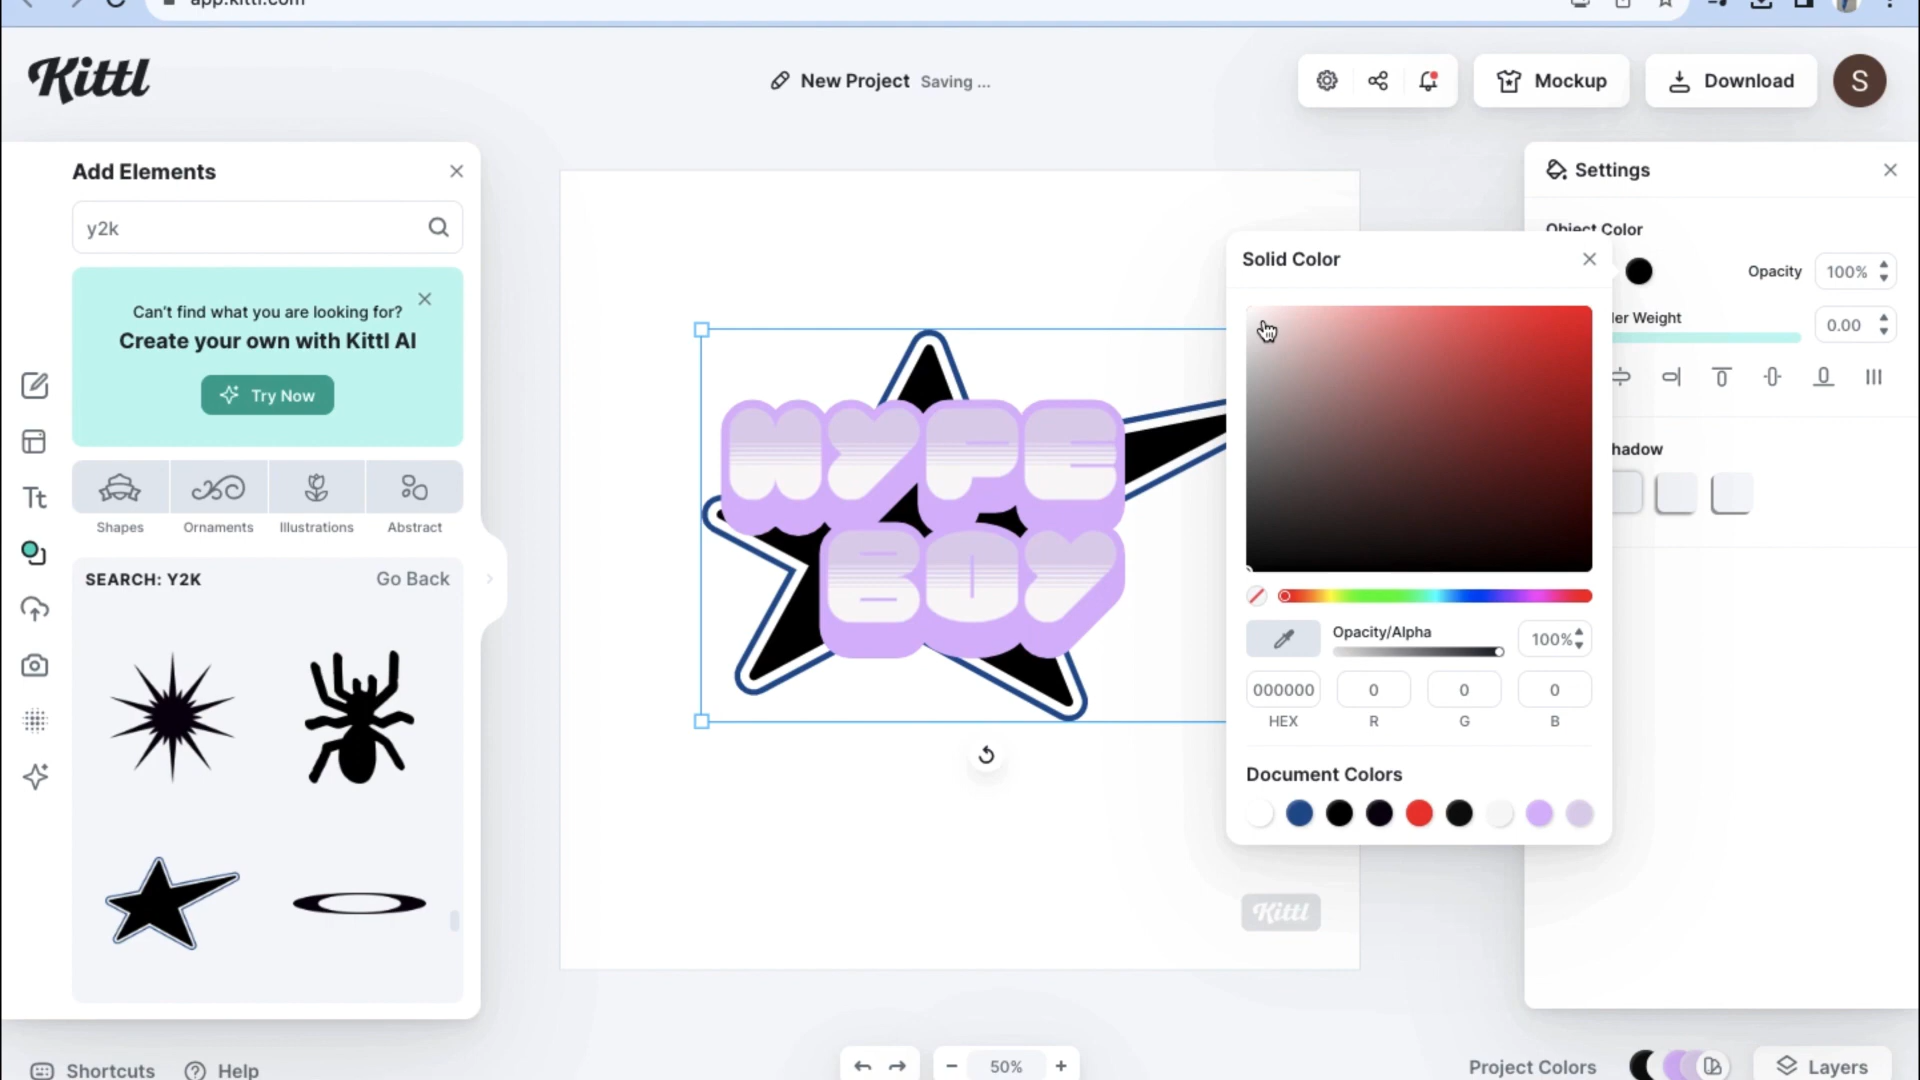 app.kittl.com
Kittl
New Project Saving ...
Mockup
Download
S
Add Elements
y2k
Can't find what you are looking for?
Create your own with Kittl AI
Try Now
Shapes Ornaments Illustrations Abstract
SEARCH: Y2K Go Back
HYPE
BOY
Kittl
Settings
Object Color
Opacity 100%
der Weight 0.00
hadow
Solid Color
Opacity/Alpha 100%
000000 0 0 0
HEX R G B
Document Colors
Shortcuts Help
50%
Project Colors
Layers